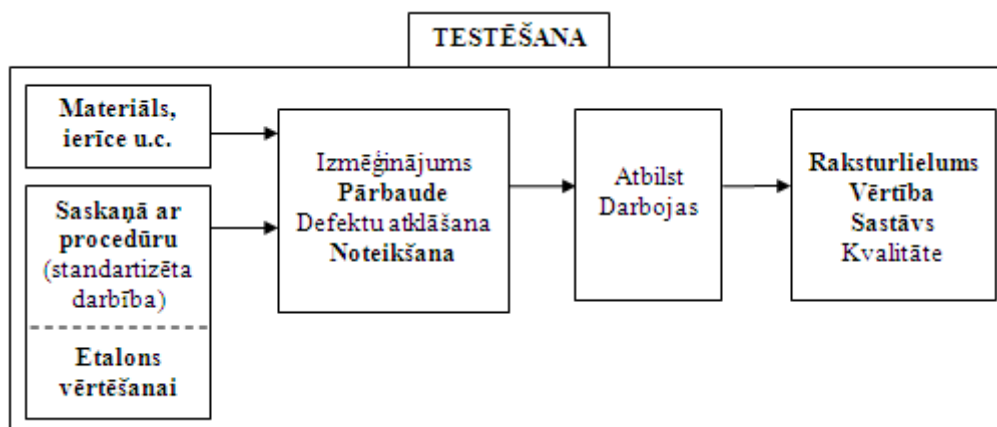 TESTĒŠANA
Materiāls,
ierīce u.c.
Saskaņā ar
procedūru
(standartizēta
darbība)
Etalons
vērtēšanai
Izmēģinājums
Pārbaude
Defektu atklāšana
Noteikšana
Atbilst
Darbojas
Raksturlielums
Vērtība
Sastāvs
Kvalitāte